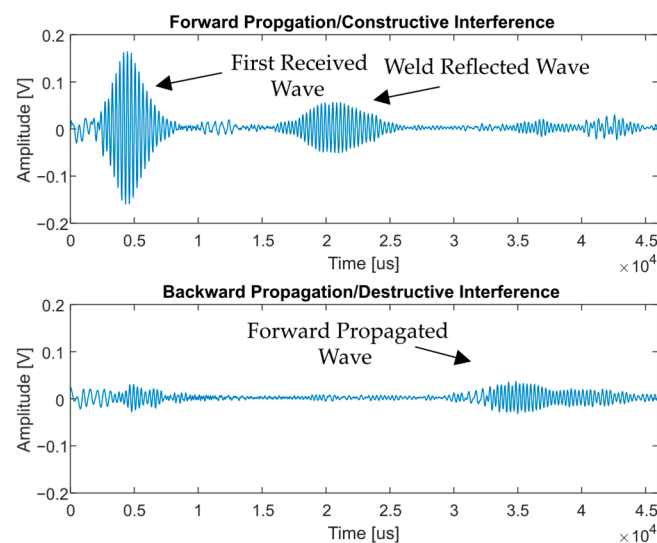 Forward Propgation/Constructive Interference
0.2
0.1
0
−0.1
−0.2
Amplitude [V]
First Received
Wave
Weld Reflected Wave
0 0.5 1 1.5 2 2.5 3 3.5 4 4.5
Time [us]
×10⁴
Backward Propagation/Destructive Interference
0.2
0.1
0
−0.1
−0.2
Amplitude [V]
Forward Propagated
Wave
0 0.5 1 1.5 2 2.5 3 3.5 4 4.5
Time [us]
×10⁴